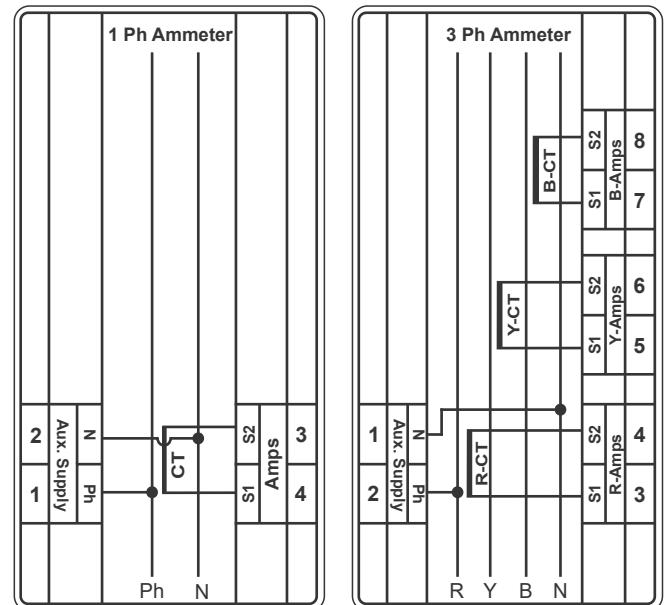 1 Ph Ammeter
2
N
Aux. Supply
1
Ph
CT
S2
3
Amps
S1
4
Ph N
3 Ph Ammeter
B-CT
S2
8
B-Amps
S1
7
Y-CT
S2
6
Y-Amps
S1
5
1
N
Aux. Supply
2
Ph
R-CT
S2
4
R-Amps
S1
3
R Y B N